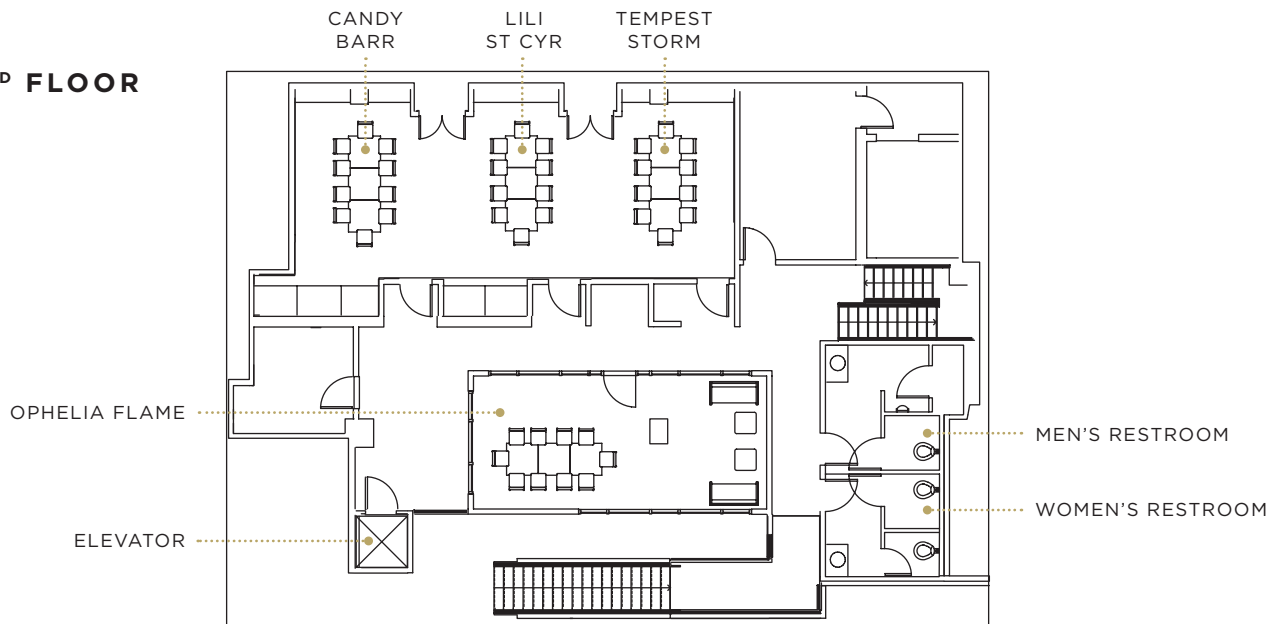 CANDY
BARR
LILI
ST CYR
TEMPEST
STORM
D FLOOR
OPHELIA FLAME
MEN'S RESTROOM
WOMEN'S RESTROOM
ELEVATOR